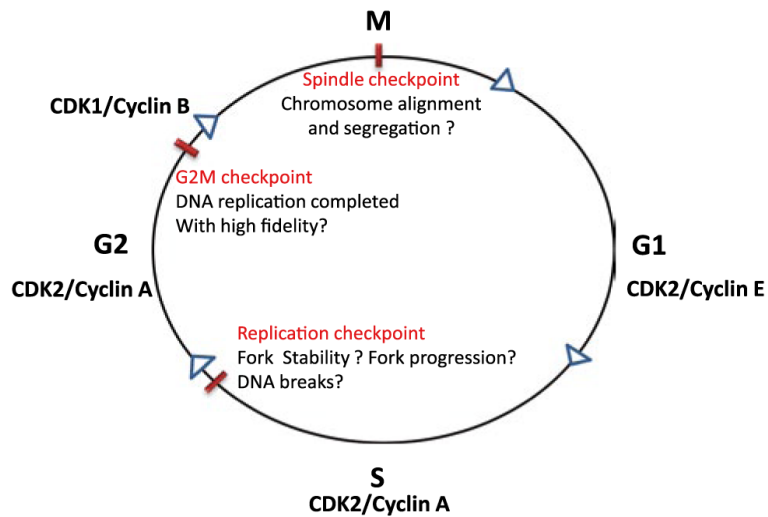 M
Spindle checkpoint
Chromosome alignment
and segregation ?
CDK1/Cyclin B
G2M checkpoint
DNA replication completed
With high fidelity?
G2
CDK2/Cyclin A
G1
CDK2/Cyclin E
Replication checkpoint
Fork Stability ? Fork progression?
DNA breaks?
S
CDK2/Cyclin A